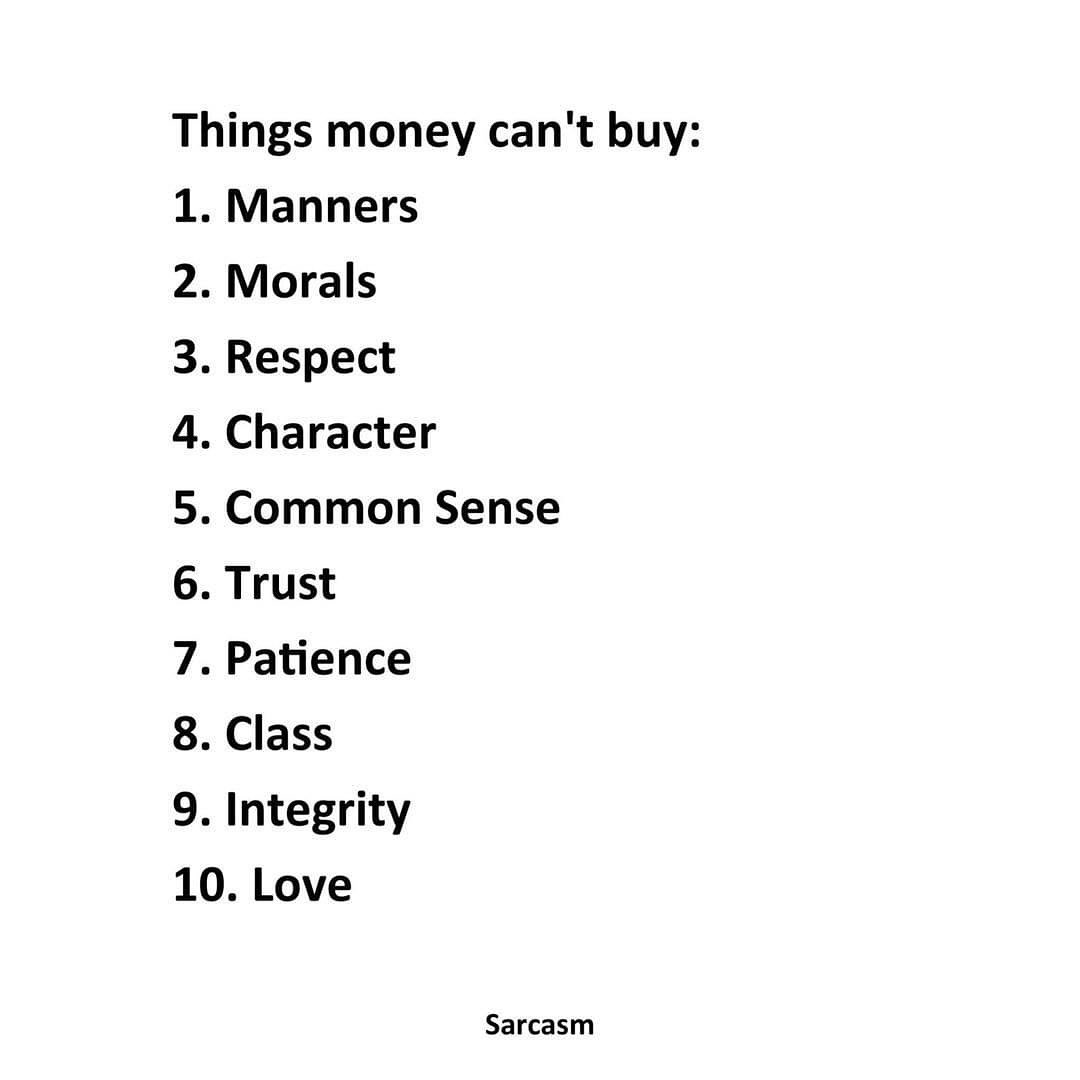 Things money can't buy:
1. Manners
2. Morals
3. Respect
4. Character
5. Common Sense
6. Trust
7. Patience
8. Class
9. Integrity
10. Love
Sarcasm